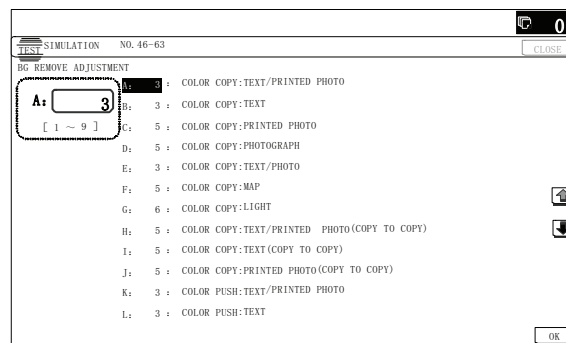 0
TEST SIMULATION NO.46-63
CLOSE
BG REMOVE ADJUSTMENT
A: 3
[ 1 ~ 9 ]
A: 3 : COLOR COPY:TEXT/PRINTED PHOTO
B: 3 : COLOR COPY:TEXT
C: 5 : COLOR COPY:PRINTED PHOTO
D: 5 : COLOR COPY:PHOTOGRAPH
E: 3 : COLOR COPY:TEXT/PHOTO
F: 5 : COLOR COPY:MAP
G: 6 : COLOR COPY:LIGHT
H: 5 : COLOR COPY:TEXT/PRINTED PHOTO(COPY TO COPY)
I: 5 : COLOR COPY:TEXT(COPY TO COPY)
J: 5 : COLOR COPY:PRINTED PHOTO(COPY TO COPY)
K: 3 : COLOR PUSH:TEXT/PRINTED PHOTO
L: 3 : COLOR PUSH:TEXT
OK